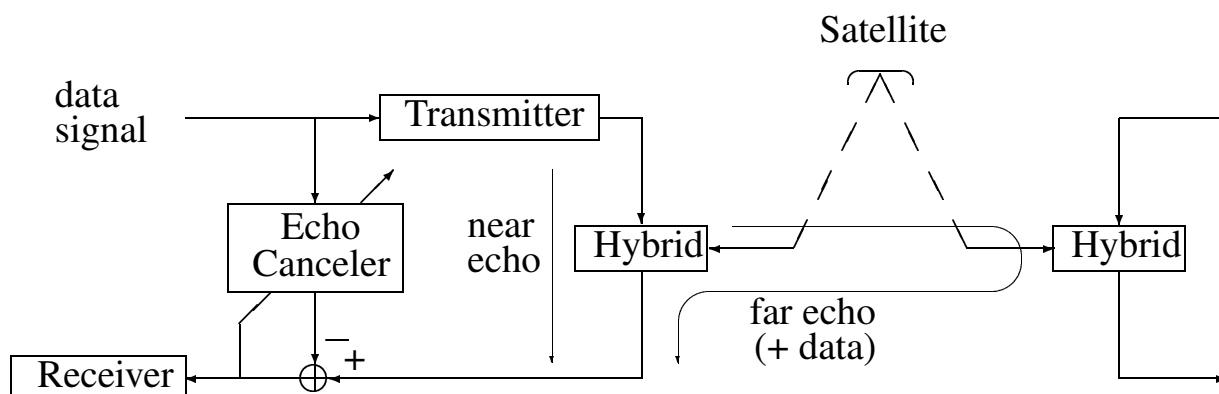 Satellite
data
signal
Transmitter
Echo
Canceler
near
echo
Hybrid
Hybrid
far echo
(+ data)
−
+
Receiver